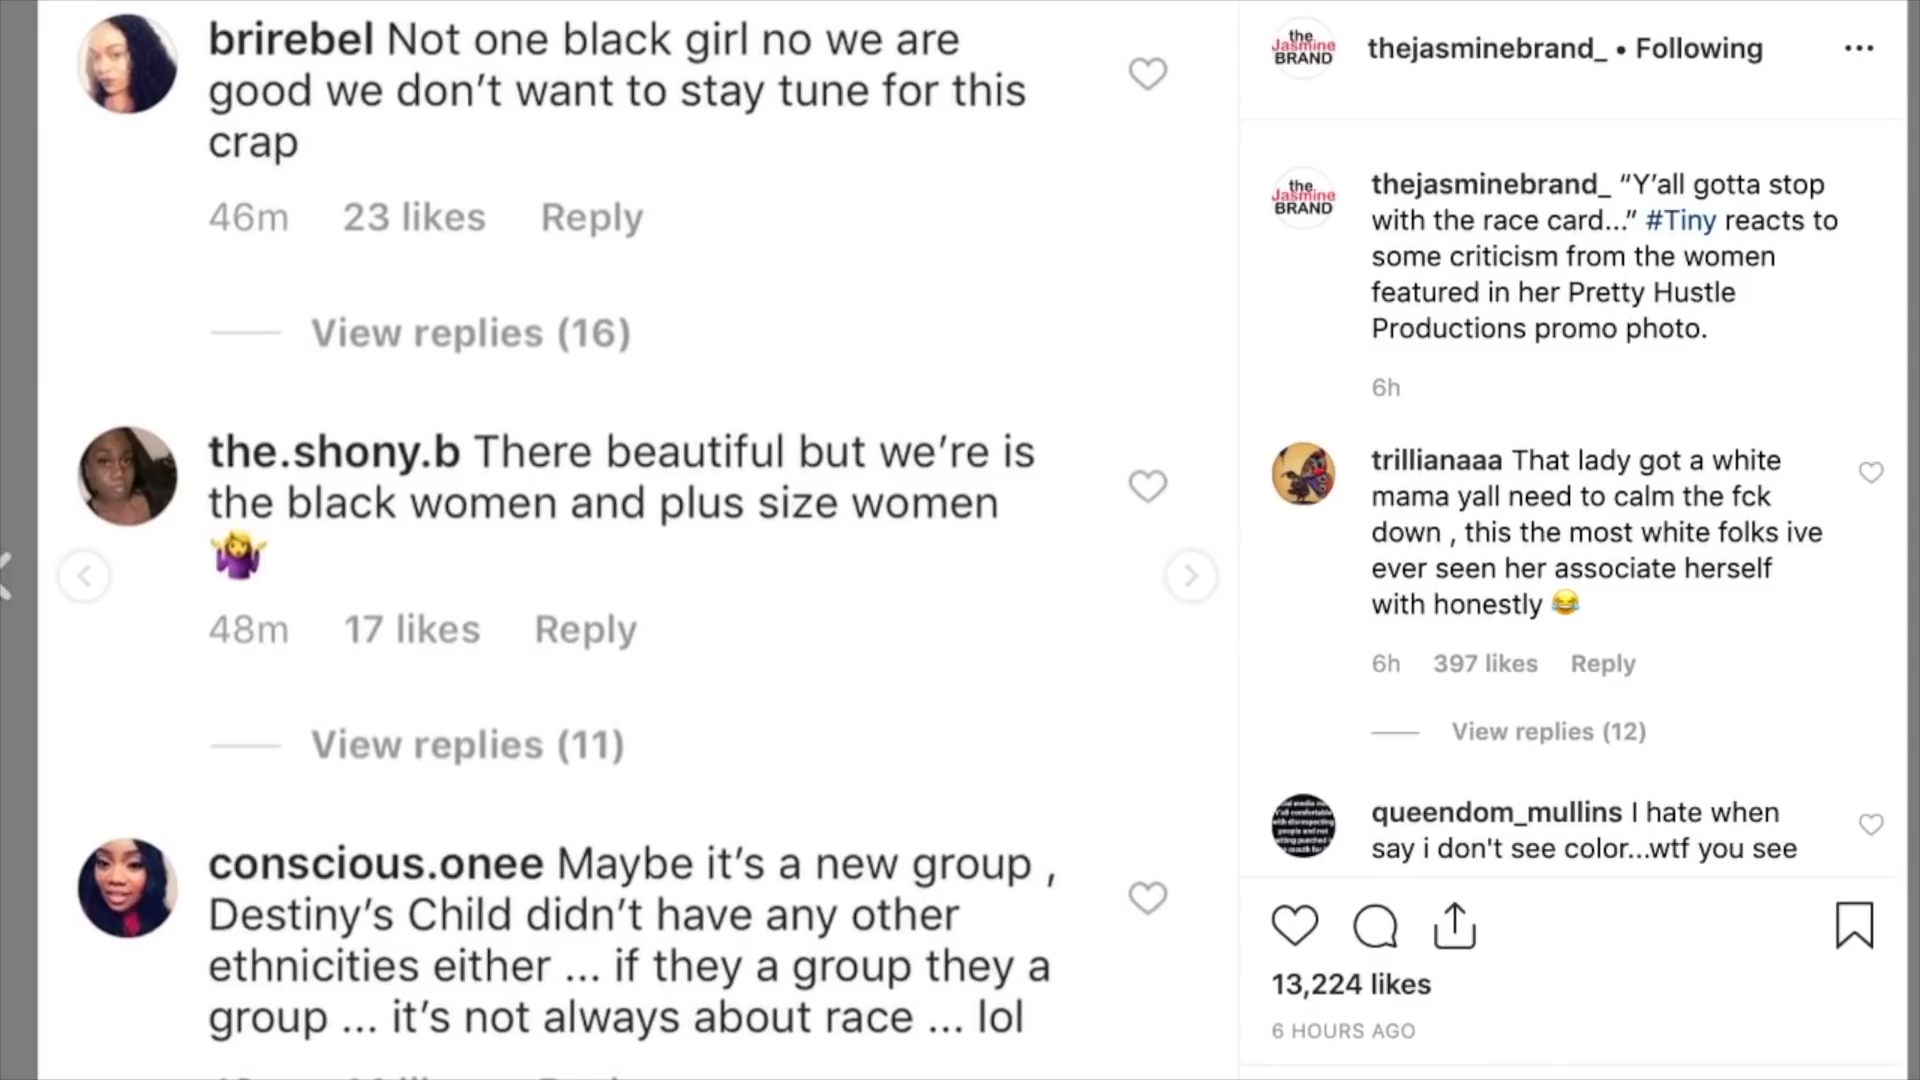 brirebel Not one black girl no we are
good we don't want to stay tune for this
crap
46m 23 likes Reply
View replies (16)
the.shony.b There beautiful but we're is
the black women and plus size women
🤷‍♀️
48m 17 likes Reply
View replies (11)
conscious.onee Maybe it's a new group ,
Destiny's Child didn't have any other
ethnicities either ... if they a group they a
group ... it's not always about race ... lol
the
Jasmine
BRAND
thejasminebrand_ • Following
the
Jasmine
BRAND
thejasminebrand_ “Y'all gotta stop
with the race card...” #Tiny reacts to
some criticism from the women
featured in her Pretty Hustle
Productions promo photo.
6h
trillianaaa That lady got a white
mama yall need to calm the fck
down , this the most white folks ive
ever seen her associate herself
with honestly 😂
6h 397 likes Reply
View replies (12)
queendom_mullins I hate when
say i don't see color...wtf you see
13,224 likes
6 HOURS AGO